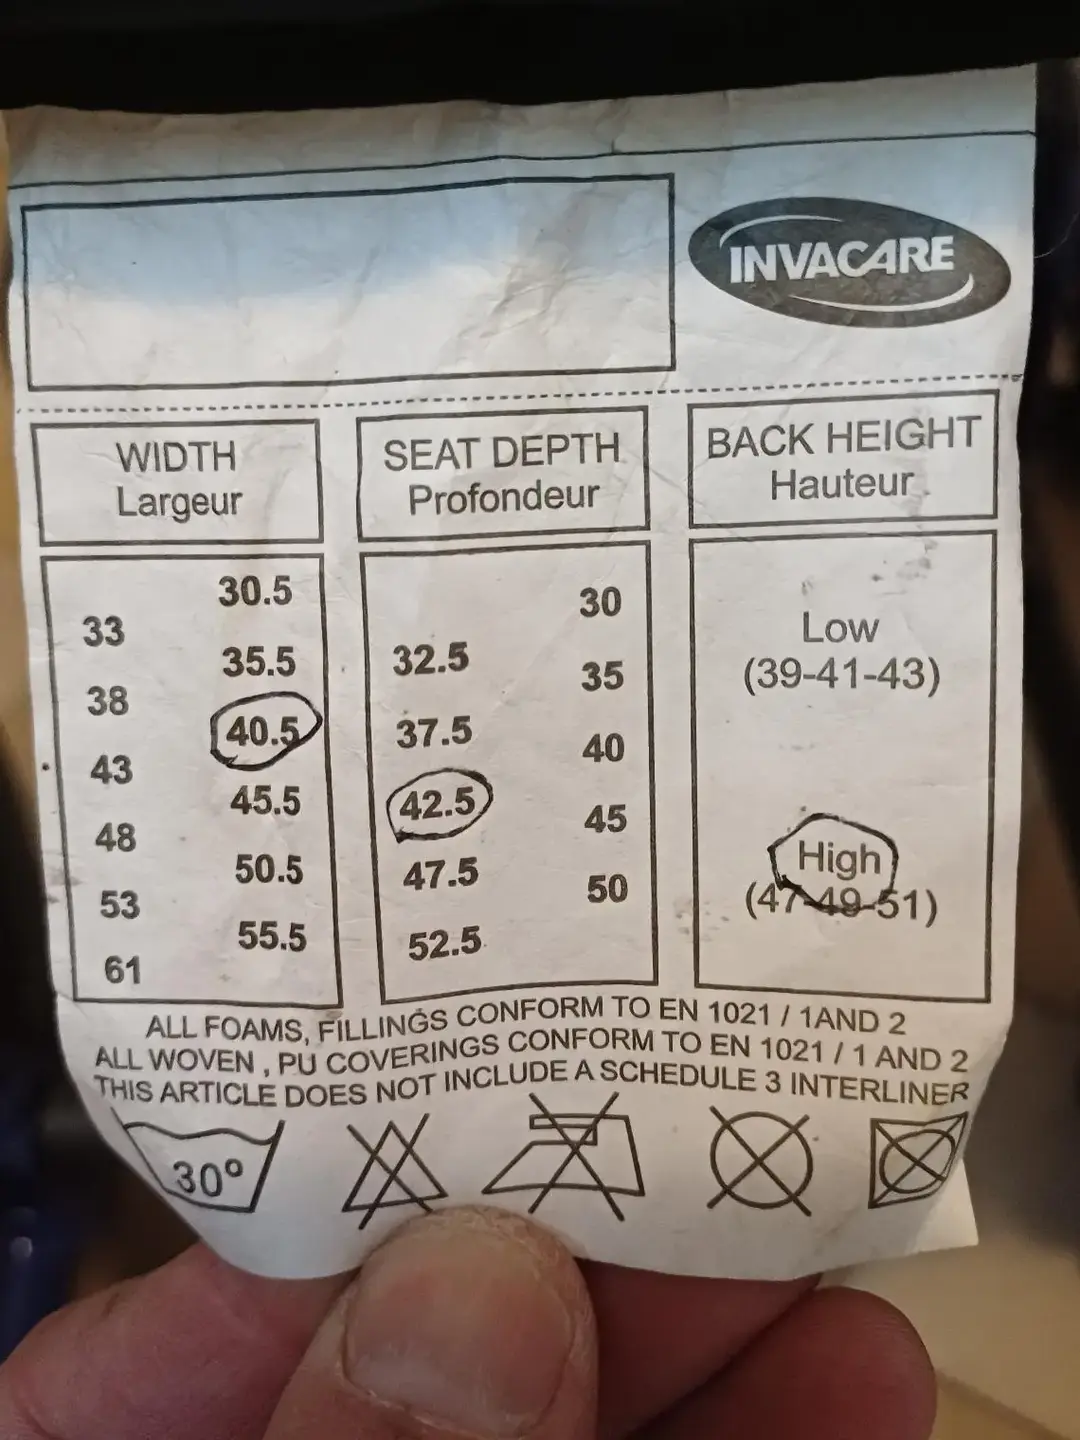 INVACARE
WIDTH
Largeur
SEAT DEPTH
Profondeur
BACK HEIGHT
Hauteur
30.5
33
35.5
38
40.5
43
45.5
48
50.5
53
55.5
61
30
32.5
35
37.5
40
42.5
45
47.5
50
52.5
Low
(39-41-43)
High
(47-49-51)
ALL FOAMS, FILLINGS CONFORM TO EN 1021 / 1AND 2
ALL WOVEN , PU COVERINGS CONFORM TO EN 1021 / 1 AND 2
THIS ARTICLE DOES NOT INCLUDE A SCHEDULE 3 INTERLINER
30º